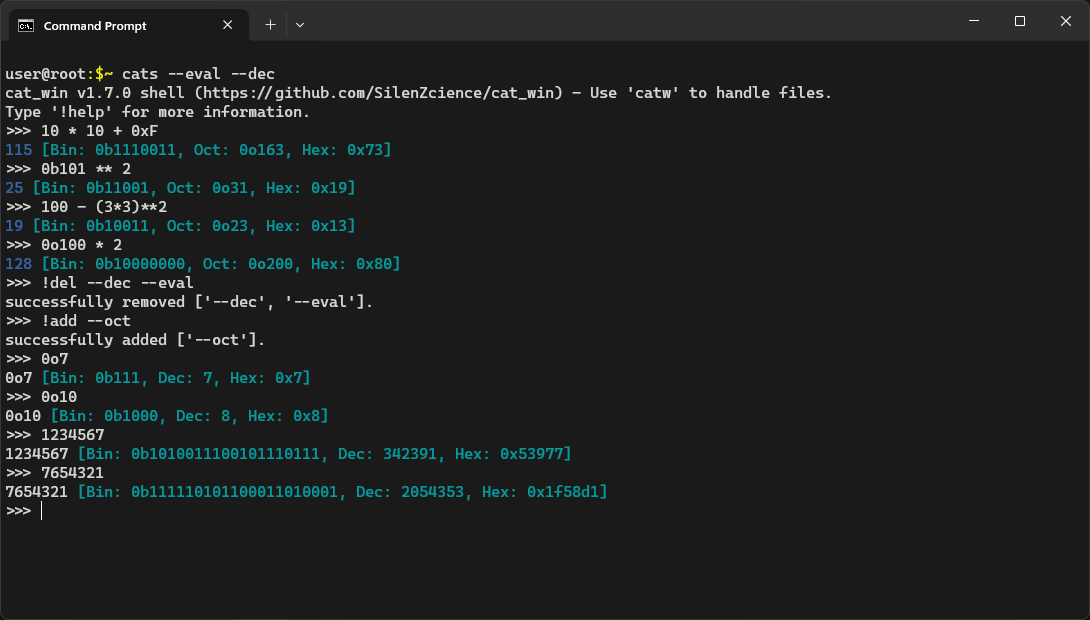 Command Prompt
user@root:$~ cats --eval --dec
cat_win v1.7.0 shell (https://github.com/SilenZcience/cat_win) - Use 'catw' to handle files.
Type '!help' for more information.
>>> 10 * 10 + 0xF
115 [Bin: 0b1110011, Oct: 0o163, Hex: 0x73]
>>> 0b101 ** 2
25 [Bin: 0b11001, Oct: 0o31, Hex: 0x19]
>>> 100 - (3*3)**2
19 [Bin: 0b10011, Oct: 0o23, Hex: 0x13]
>>> 0o100 * 2
128 [Bin: 0b10000000, Oct: 0o200, Hex: 0x80]
>>> !del --dec --eval
successfully removed ['--dec', '--eval'].
>>> !add --oct
successfully added ['--oct'].
>>> 0o7
0o7 [Bin: 0b111, Dec: 7, Hex: 0x7]
>>> 0o10
0o10 [Bin: 0b1000, Dec: 8, Hex: 0x8]
>>> 1234567
1234567 [Bin: 0b1010011100101110111, Dec: 342391, Hex: 0x53977]
>>> 7654321
7654321 [Bin: 0b111110101100011010001, Dec: 2054353, Hex: 0x1f58d1]
>>>